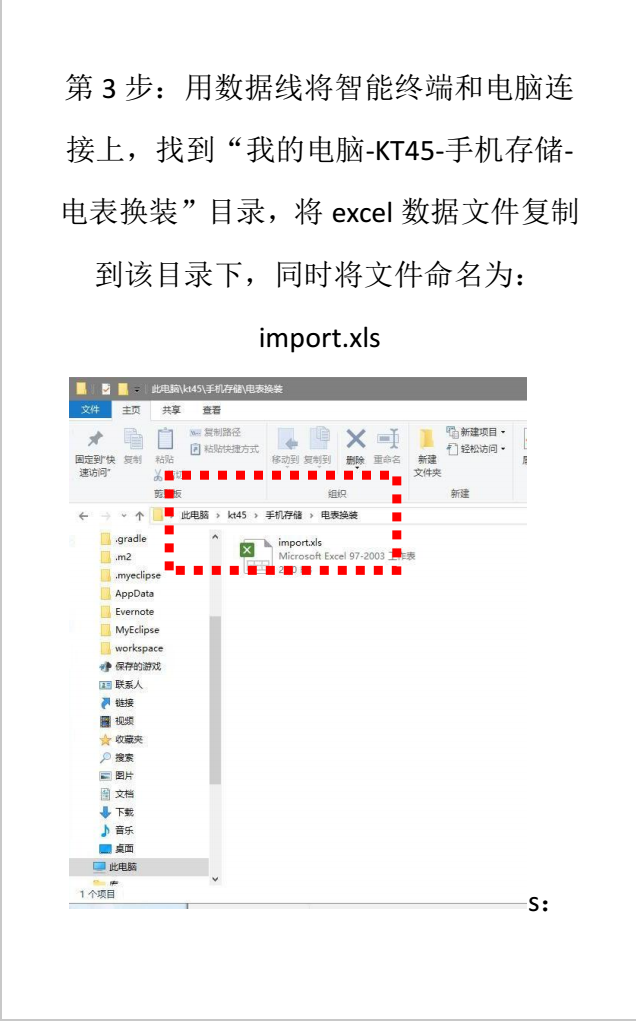 第 3 步：用数据线将智能终端和电脑连
接上，找到“我的电脑-KT45-手机存储-
电表换装”目录，将 excel 数据文件复制
到该目录下，同时将文件命名为：
import.xls
此电脑\kt45\手机存储\电表换装
文件 主页 共享 查看
固定到"快速访问" 复制 粘贴 复制路径 粘贴快捷方式 移动到 复制到 删除 重命名 新建文件夹 新建项目 轻松访问
组织 新建
此电脑 › kt45 › 手机存储 › 电表换装
.gradle
import.xls
.m2
Microsoft Excel 97-2003 工作表
.myeclipse
AppData
Evernote
MyEclipse
workspace
保存的游戏
联系人
链接
视频
收藏夹
搜索
图片
文档
下载
音乐
桌面
此电脑
1 个项目
s：